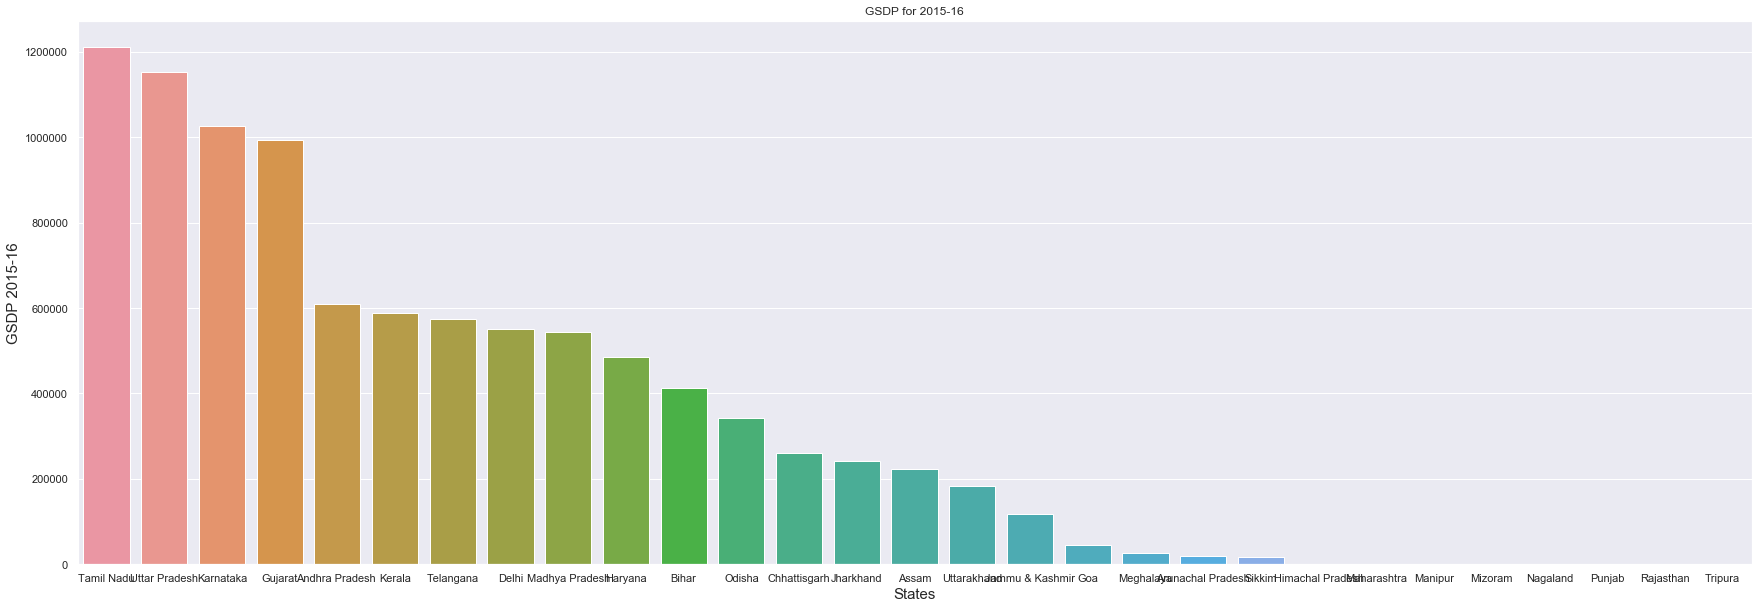 GSDP for 2015-16
1200000
1000000
800000
600000
400000
200000
0
GSDP 2015-16
Tamil Nadu Uttar Pradesh Karnataka Gujarat Andhra Pradesh Kerala Telangana Delhi Madhya Pradesh Haryana Bihar Odisha Chhattisgarh Jharkhand Assam Uttarakhand Jammu & Kashmir Goa Meghalaya Arunachal Pradesh Sikkim Himachal Pradesh Maharashtra Manipur Mizoram Nagaland Punjab Rajasthan Tripura
States